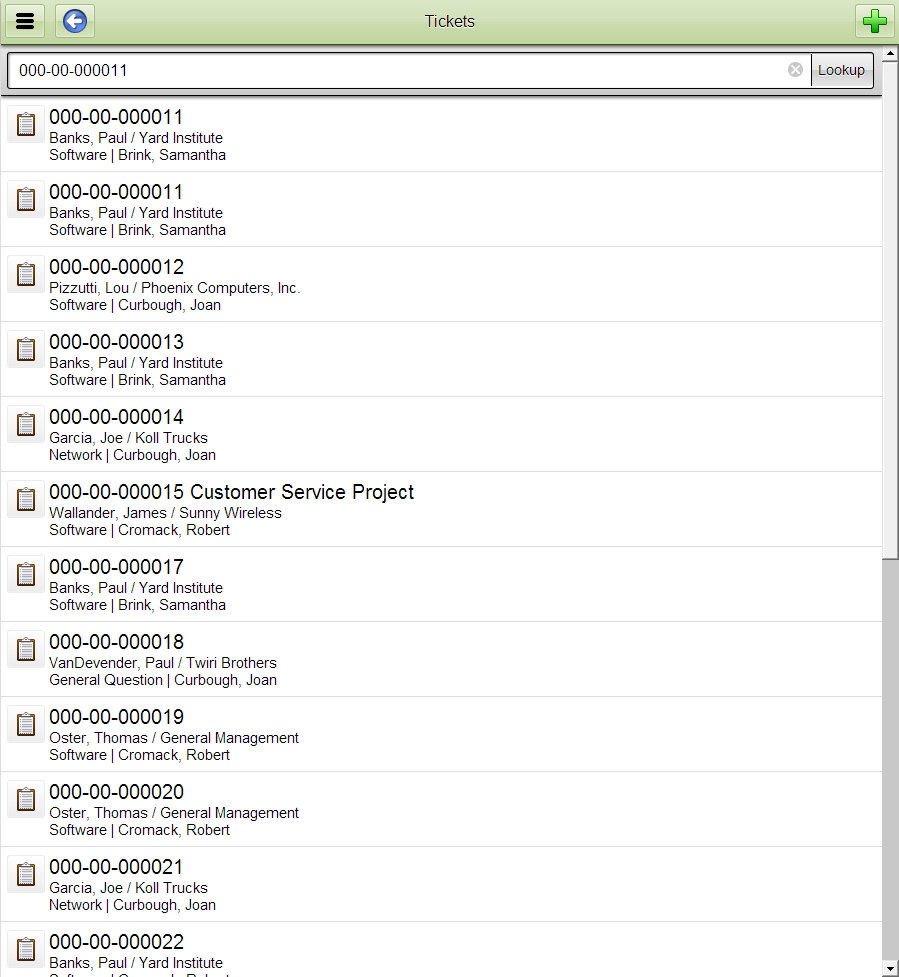 Tickets
000-00-000011
Lookup
000-00-000011
Banks, Paul / Yard Institute
Software | Brink, Samantha
000-00-000011
Banks, Paul / Yard Institute
Software | Brink, Samantha
000-00-000012
Pizzutti, Lou / Phoenix Computers, Inc.
Software | Curbough, Joan
000-00-000013
Banks, Paul / Yard Institute
Software | Brink, Samantha
000-00-000014
Garcia, Joe / Koll Trucks
Network | Curbough, Joan
000-00-000015 Customer Service Project
Wallander, James / Sunny Wireless
Software | Cromack, Robert
000-00-000017
Banks, Paul / Yard Institute
Software | Brink, Samantha
000-00-000018
VanDevender, Paul / Twiri Brothers
General Question | Curbough, Joan
000-00-000019
Oster, Thomas / General Management
Software | Cromack, Robert
000-00-000020
Oster, Thomas / General Management
Software | Cromack, Robert
000-00-000021
Garcia, Joe / Koll Trucks
Network | Curbough, Joan
000-00-000022
Banks, Paul / Yard Institute